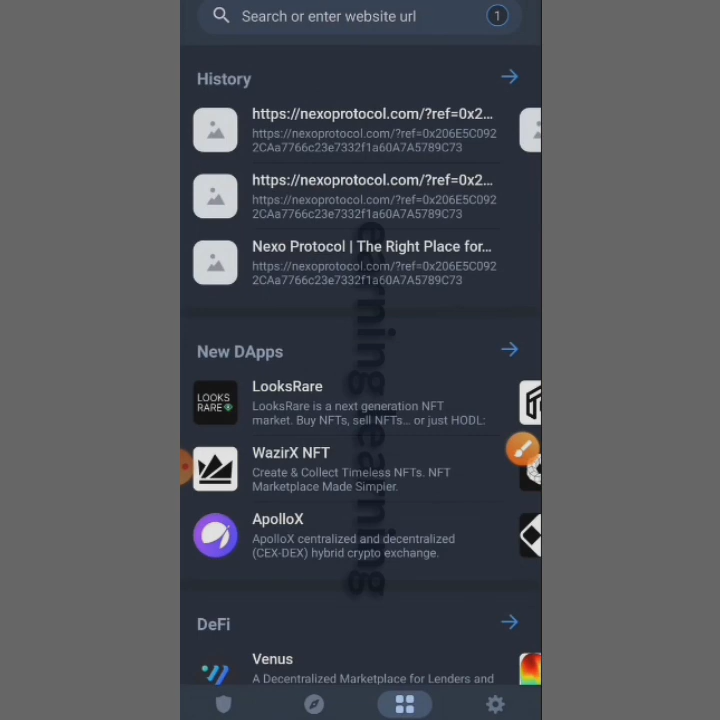 Search or enter website url
1
History
https://nexoprotocol.com/?ref=0x2...
https://nexoprotocol.com/?ref=0x206E5C092
2CAa7766c23e7332f1a60A7A5789C73
https://nexoprotocol.com/?ref=0x2...
https://nexoprotocol.com/?ref=0x206E5C092
2CAa7766c23e7332f1a60A7A5789C73
Nexo Protocol | The Right Place for...
https://nexoprotocol.com/?ref=0x206E5C092
2CAa7766c23e7332f1a60A7A5789C73
New DApps
LOOKS
RARE
LooksRare
LooksRare is a next generation NFT
market. Buy NFTs, sell NFTs... or just HODL:
WazirX NFT
Create & Collect Timeless NFTs. NFT
Marketplace Made Simpier.
ApolloX
ApolloX centralized and decentralized
(CEX-DEX) hybrid crypto exchange.
DeFi
Venus
A Decentralized Marketplace for Lenders and
earning earning